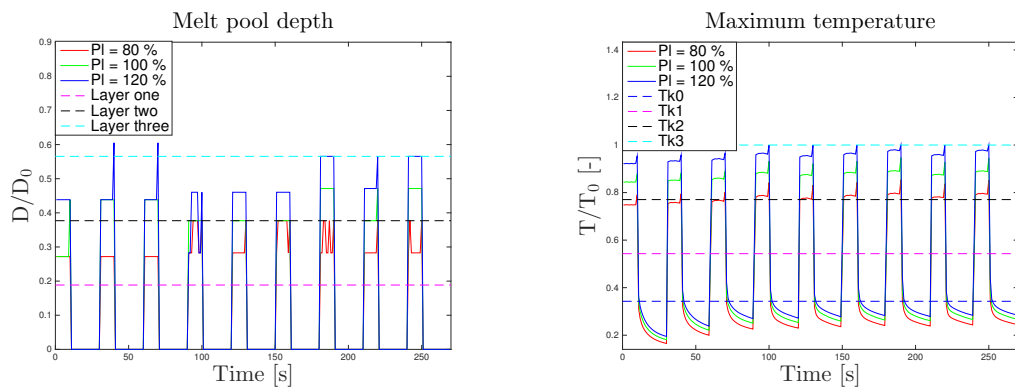 Melt pool depth
D/D0
0.9
0.8
0.7
0.6
0.5
0.4
0.3
0.2
0.1
0
Pl = 80 %
Pl = 100 %
Pl = 120 %
Layer one
Layer two
Layer three
0 50 100 150 200 250
Time [s]
Maximum temperature
T/T0 [-]
1.4
1.2
1
0.8
0.6
0.4
0.2
Pl = 80 %
Pl = 100 %
Pl = 120 %
Tk0
Tk1
Tk2
Tk3
0 50 100 150 200 250
Time [s]